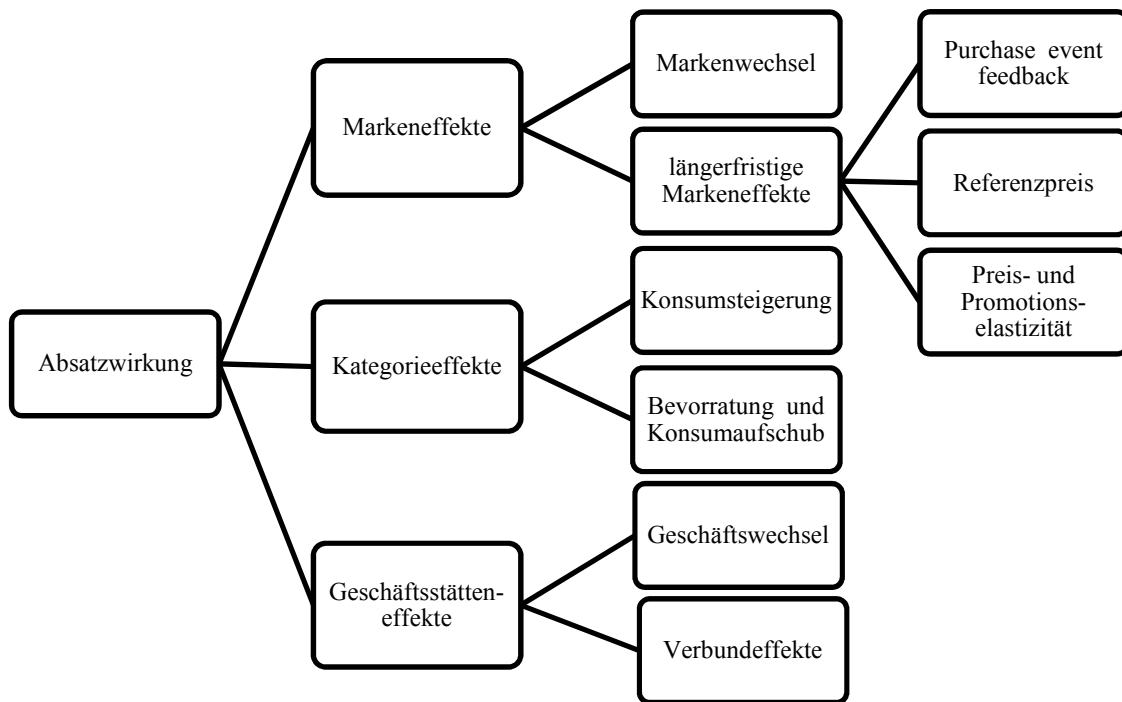 Absatzwirkung
Markeneffekte
Markenwechsel
längerfristige
Markeneffekte
Purchase event
feedback
Referenzpreis
Preis- und
Promotions-
elastizität
Kategorieeffekte
Konsumsteigerung
Bevorratung und
Konsumaufschub
Geschäftsstätten-
effekte
Geschäftswechsel
Verbundeffekte